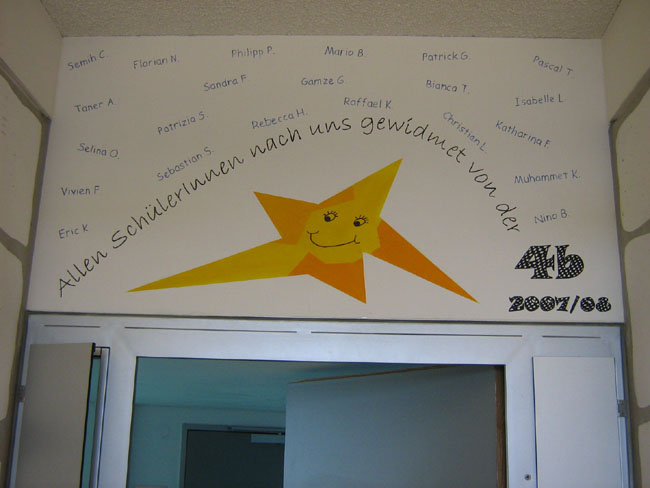 Semih C.
Florian N.
Philipp P.
Mario B.
Patrick G.
Pascal T.
Taner A.
Sandra F
Gamze G.
Bianca T.
Isabelle L
Selina O.
Patrizia S.
Rebecca H.
Raffael K.
Christian L.
Katharina F.
Vivien F.
Sebastian S.
Muhammet K.
Eric K
Nino B.
Allen SchülerInnen nach uns gewidmet von der
4b
2007/08